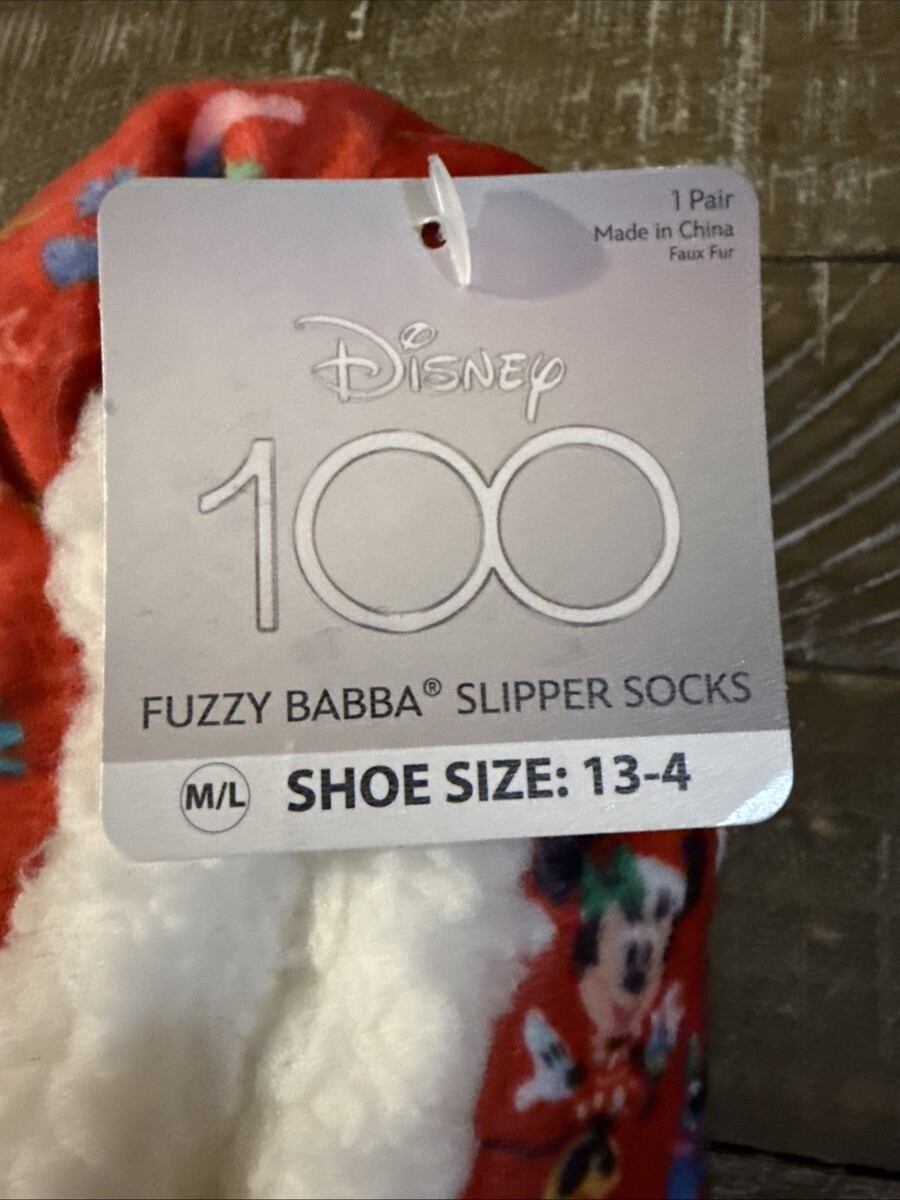 1 Pair
Made in China
Faux Fur
Disney
100
FUZZY BABBA® SLIPPER SOCKS
M/L SHOE SIZE: 13-4